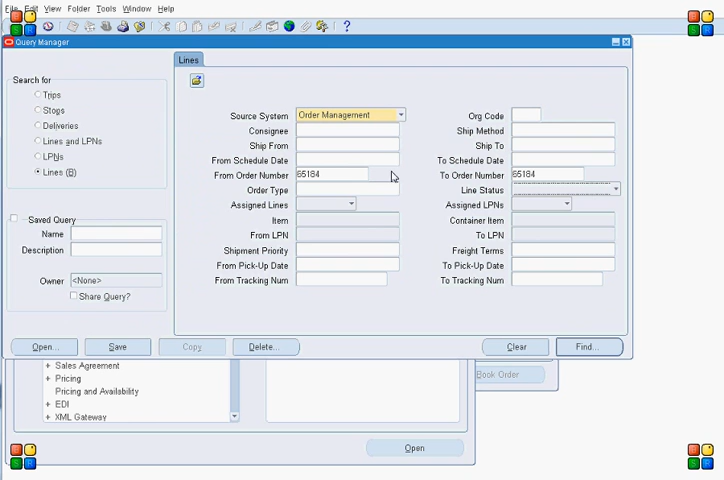 File Edit View Folder Tools Window Help
Query Manager
Lines
Search for
Trips
Stops
Deliveries
Lines and LPNs
LPNs
Lines (B)
Saved Query
Name
Description
Owner <None>
Share Query?
Source System Order Management Org Code
Consignee Ship Method
Ship From Ship To
From Schedule Date To Schedule Date
From Order Number 65184 To Order Number 65184
Order Type Line Status
Assigned Lines Assigned LPNs
Item Container Item
From LPN To LPN
Shipment Priority Freight Terms
From Pick-Up Date To Pick-Up Date
From Tracking Num To Tracking Num
Open... Save Copy Delete... Clear Find...
+ Sales Agreement
+ Pricing
Pricing and Availability
+ EDI
+ XML Gateway
Book Order
Open